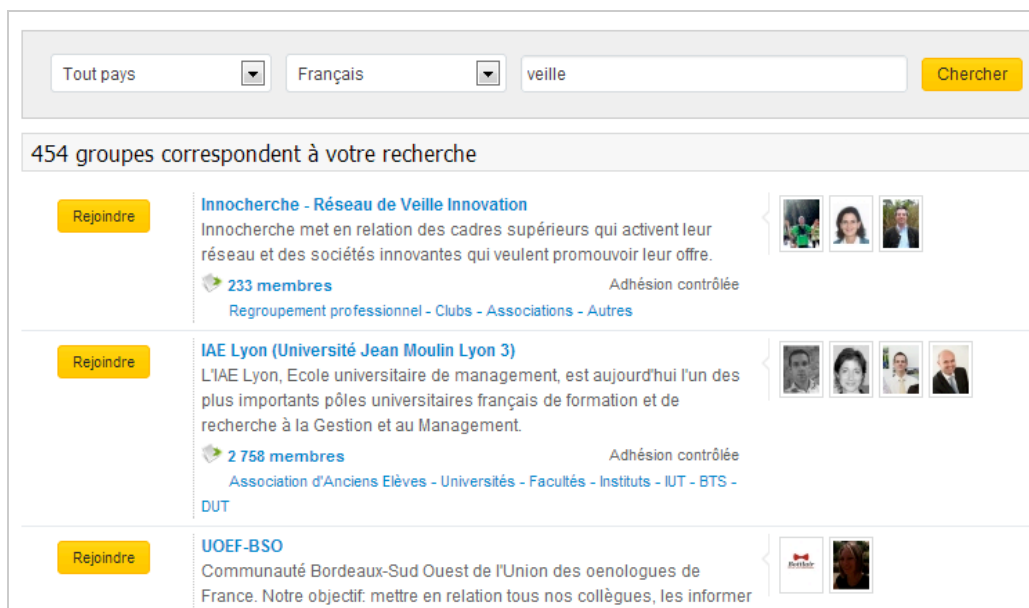 Tout pays
Français
veille
Chercher
454 groupes correspondent à votre recherche
Rejoindre
Innocherche - Réseau de Veille Innovation
Innocherche met en relation des cadres supérieurs qui activent leur
réseau et des sociétés innovantes qui veulent promouvoir leur offre.
233 membres
Adhésion contrôlée
Regroupement professionnel - Clubs - Associations - Autres
Rejoindre
IAE Lyon (Université Jean Moulin Lyon 3)
L'IAE Lyon, Ecole universitaire de management, est aujourd'hui l'un des
plus importants pôles universitaires français de formation et de
recherche à la Gestion et au Management.
2 758 membres
Adhésion contrôlée
Association d'Anciens Elèves - Universités - Facultés - Instituts - IUT - BTS -
DUT
Rejoindre
UOEF-BSO
Communauté Bordeaux-Sud Ouest de l'Union des oenologues de
France. Notre objectif: mettre en relation tous nos collègues, les informer